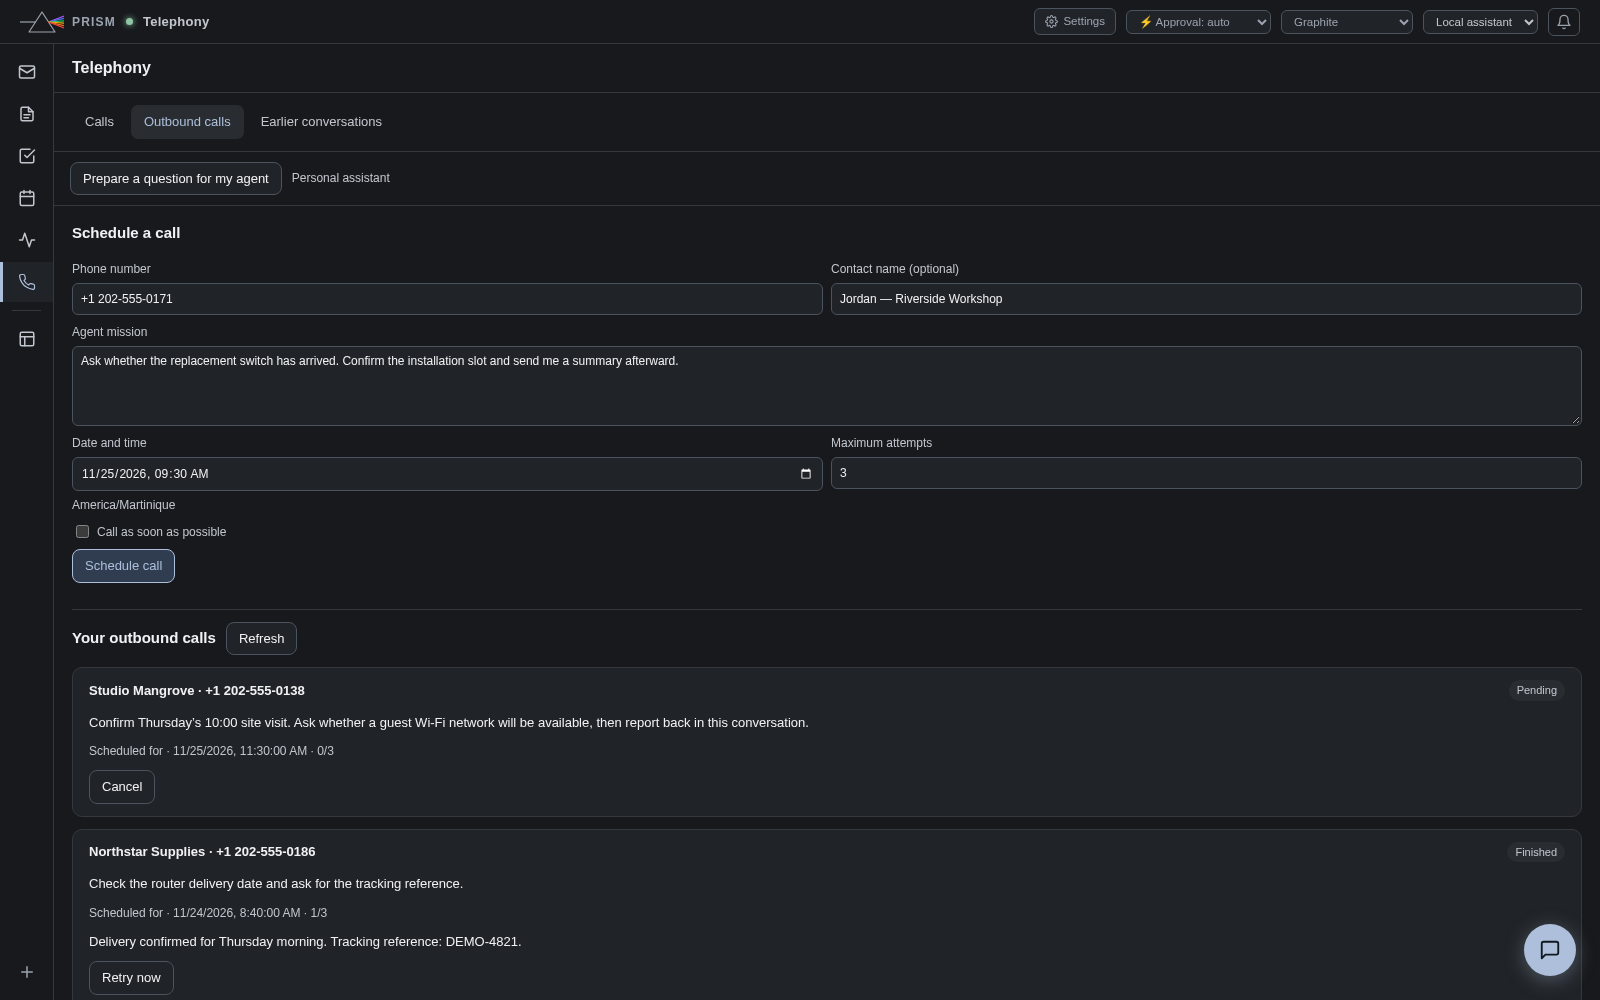 PRISM Telephony
Settings
⚡ Approval: auto
Graphite
Local assistant
Telephony
Calls
Outbound calls
Earlier conversations
Prepare a question for my agent
Personal assistant
Schedule a call
Phone number
Contact name (optional)
+1 202-555-0171
Jordan — Riverside Workshop
Agent mission
Ask whether the replacement switch has arrived. Confirm the installation slot and send me a summary afterward.
Date and time
Maximum attempts
11/25/2026, 09:30 AM
3
America/Martinique
Call as soon as possible
Schedule call
Your outbound calls
Refresh
Studio Mangrove · +1 202-555-0138
Pending
Confirm Thursday's 10:00 site visit. Ask whether a guest Wi-Fi network will be available, then report back in this conversation.
Scheduled for · 11/25/2026, 11:30:00 AM · 0/3
Cancel
Northstar Supplies · +1 202-555-0186
Finished
Check the router delivery date and ask for the tracking reference.
Scheduled for · 11/24/2026, 8:40:00 AM · 1/3
Delivery confirmed for Thursday morning. Tracking reference: DEMO-4821.
Retry now